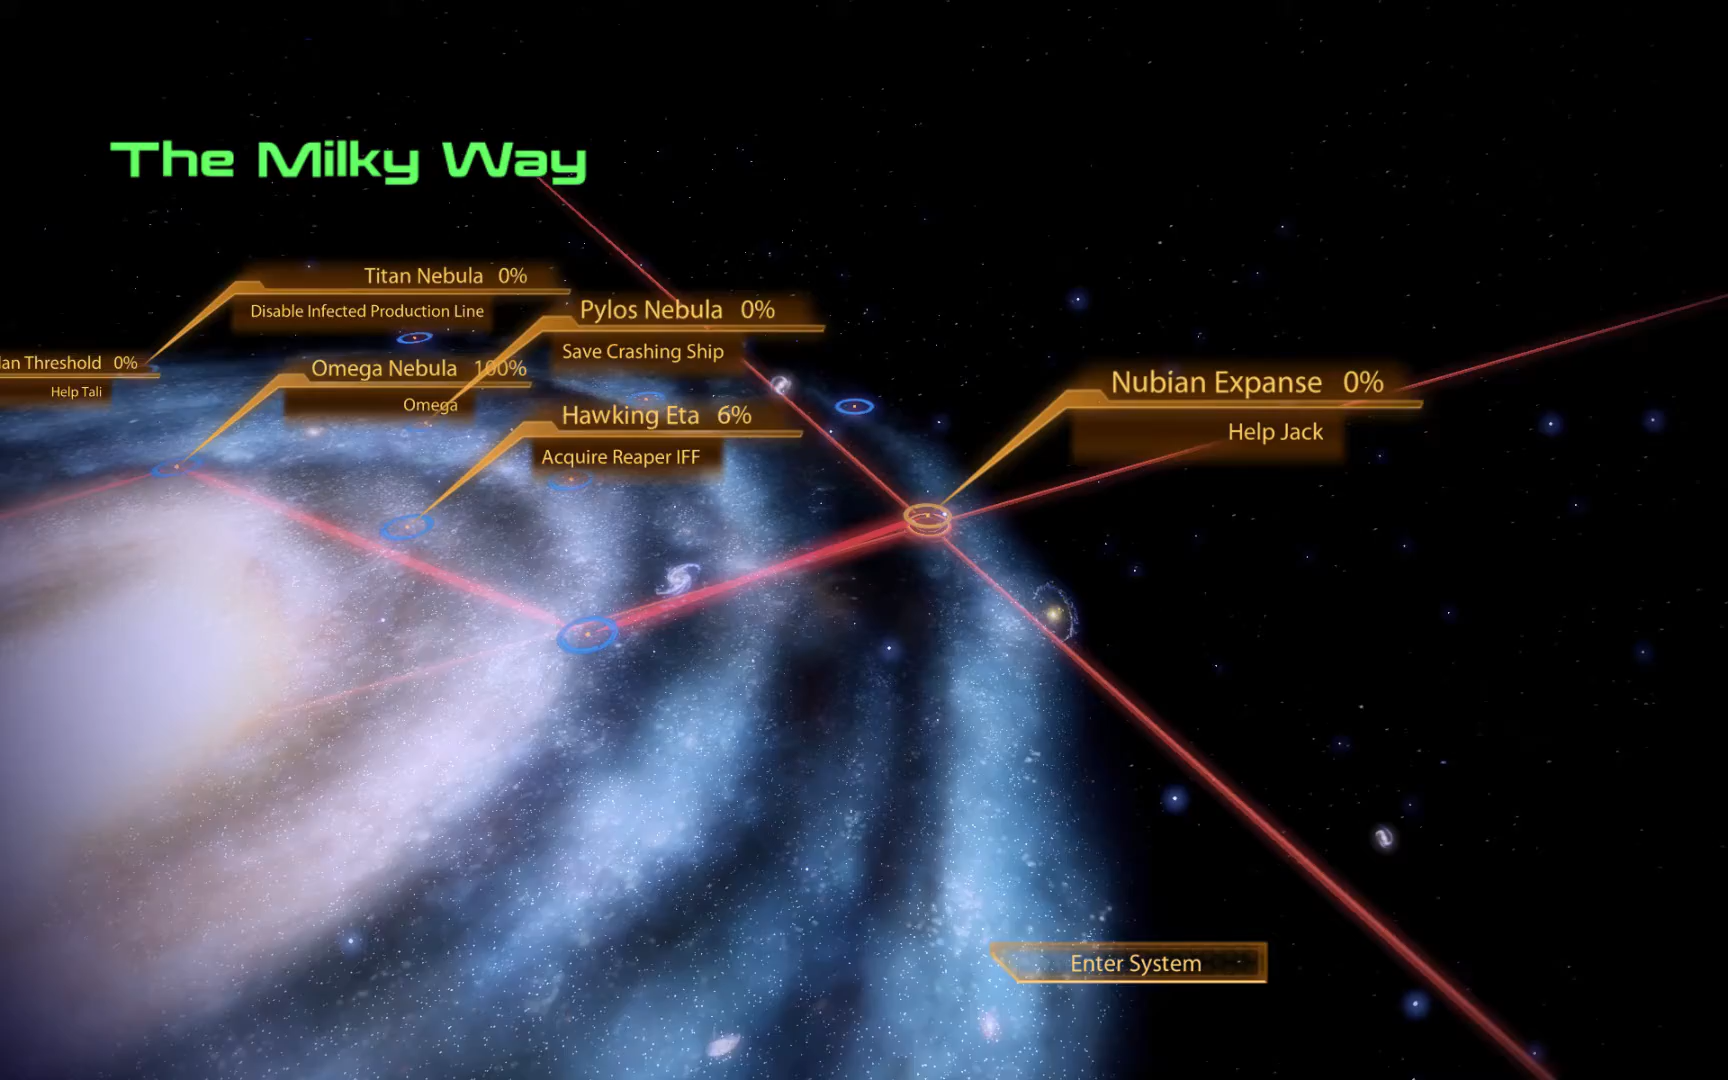 The Milky Way
Titan Nebula 0%
Disable Infected Production Line
Pylos Nebula 0%
Save Crashing Ship
lan Threshold 0%
Help Tali
Omega Nebula 100%
Omega
Nubian Expanse 0%
Help Jack
Hawking Eta 6%
Acquire Reaper IFF
Enter System